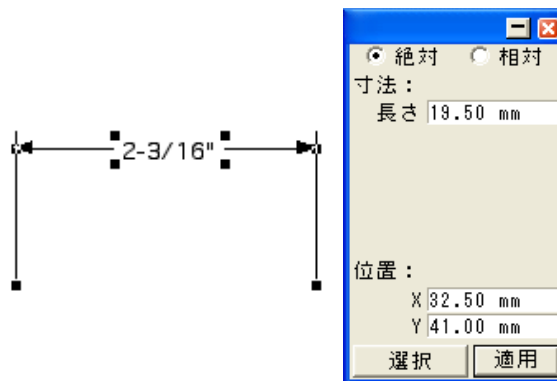 2-3/16"
絶対 相対
寸法：
長さ 19.50 mm
位置：
X 32.50 mm
Y 41.00 mm
選択 適用